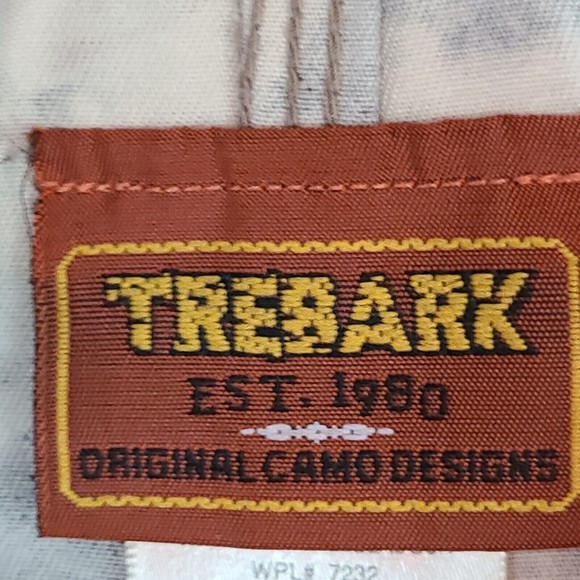 TREBARK
EST. 1980
ORIGINAL CAMO DESIGNS
WPL# 7232